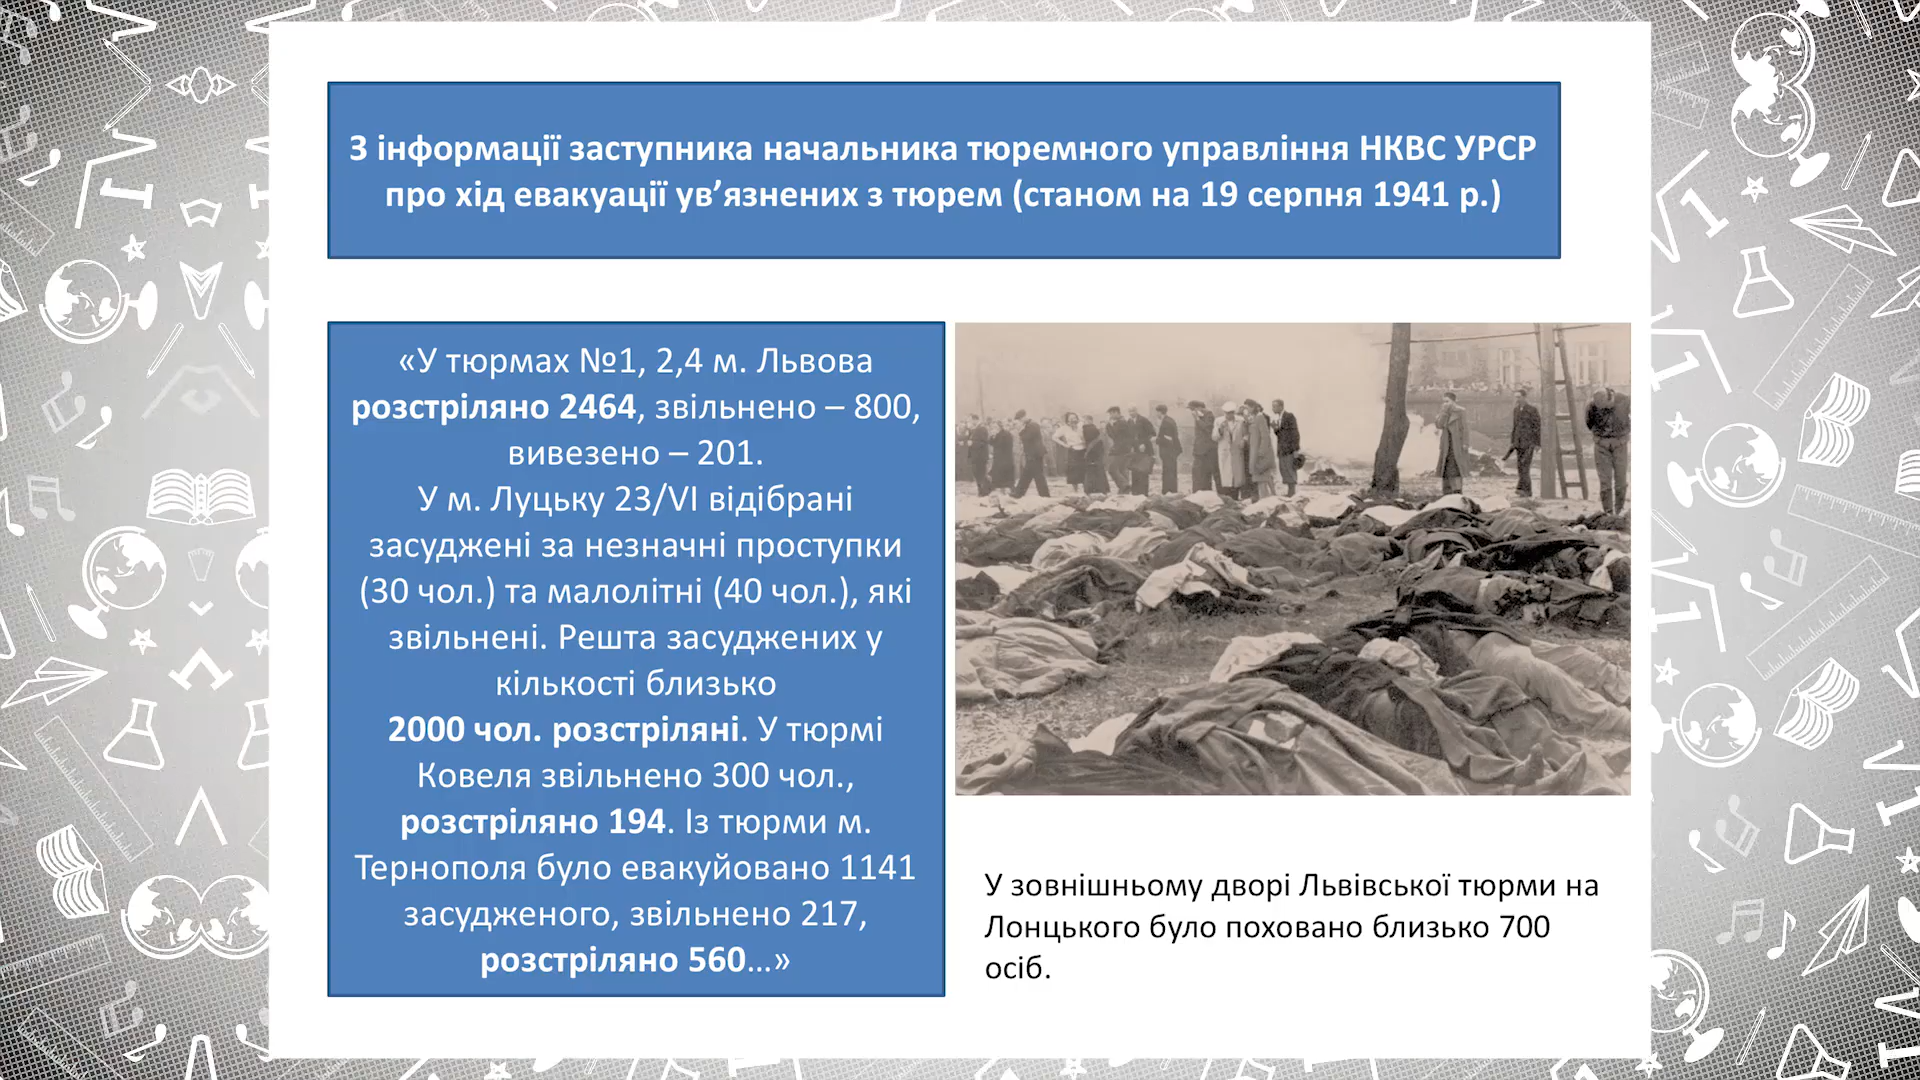 З інформації заступника начальника тюремного управління НКВС УРСР
про хід евакуації ув’язнених з тюрем (станом на 19 серпня 1941 р.)
«У тюрмах №1, 2,4 м. Львова
розстріляно 2464, звільнено – 800,
вивезено – 201.
У м. Луцьку 23/VI відібрані
засуджені за незначні проступки
(30 чол.) та малолітні (40 чол.), які
звільнені. Решта засуджених у
кількості близько
2000 чол. розстріляні. У тюрмі
Ковеля звільнено 300 чол.,
розстріляно 194. Із тюрми м.
Тернополя було евакуйовано 1141
засудженого, звільнено 217,
розстріляно 560…»
У зовнішньому дворі Львівської тюрми на
Лонцького було поховано близько 700
осіб.